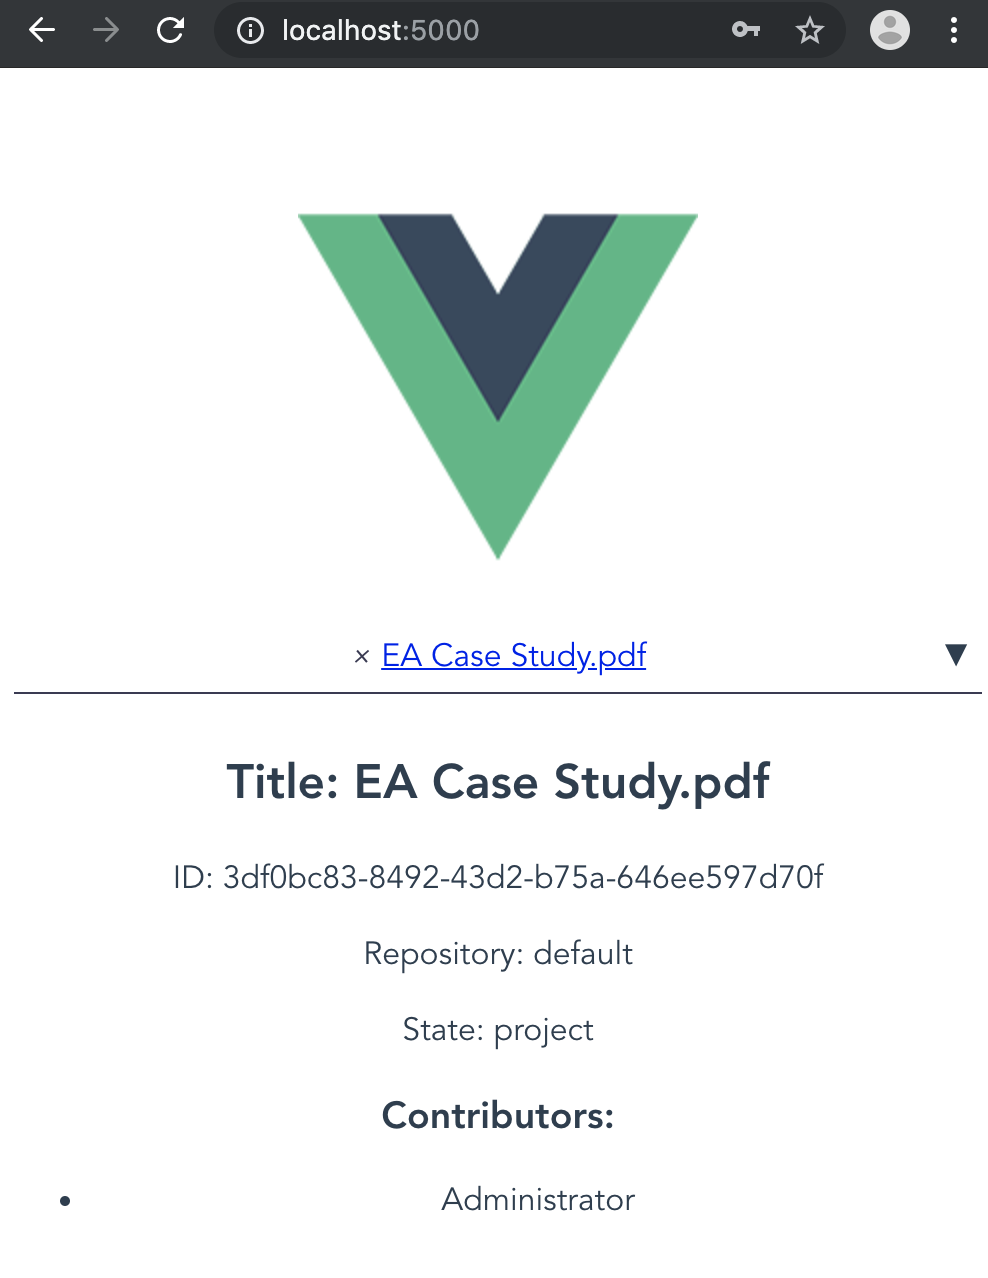 localhost:5000
× EA Case Study.pdf ▼
Title: EA Case Study.pdf
ID: 3df0bc83-8492-43d2-b75a-646ee597d70f
Repository: default
State: project
Contributors:
• Administrator